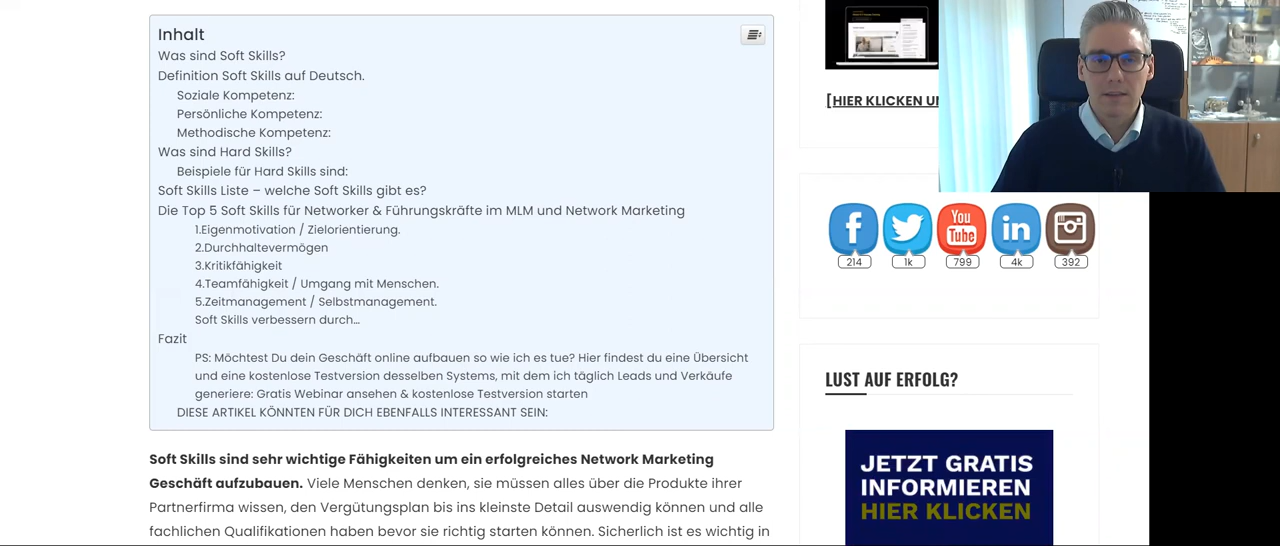 Inhalt
Was sind Soft Skills?
Definition Soft Skills auf Deutsch.
Soziale Kompetenz:
Persönliche Kompetenz:
Methodische Kompetenz:
Was sind Hard Skills?
Beispiele für Hard Skills sind:
Soft Skills Liste – welche Soft Skills gibt es?
Die Top 5 Soft Skills für Networker & Führungskräfte im MLM und Network Marketing
1.Eigenmotivation / Zielorientierung.
2.Durchhaltevermögen
3.Kritikfähigkeit
4.Teamfähigkeit / Umgang mit Menschen.
5.Zeitmanagement / Selbstmanagement.
Soft Skills verbessern durch…
Fazit
PS: Möchtest Du dein Geschäft online aufbauen so wie ich es tue? Hier findest du eine Übersicht
und eine kostenlose Testversion desselben Systems, mit dem ich täglich Leads und Verkäufe
generiere: Gratis Webinar ansehen & kostenlose Testversion starten
DIESE ARTIKEL KÖNNTEN FÜR DICH EBENFALLS INTERESSANT SEIN:
Soft Skills sind sehr wichtige Fähigkeiten um ein erfolgreiches Network Marketing
Geschäft aufzubauen. Viele Menschen denken, sie müssen alles über die Produkte ihrer
Partnerfirma wissen, den Vergütungsplan bis ins kleinste Detail auswendig können und alle
fachlichen Qualifikationen haben bevor sie richtig starten können. Sicherlich ist es wichtig in
[HIER KLICKEN
f
You
Tube
in
214
1k
799
4k
392
LUST AUF ERFOLG?
JETZT GRATIS
INFORMIEREN
HIER KLICKEN